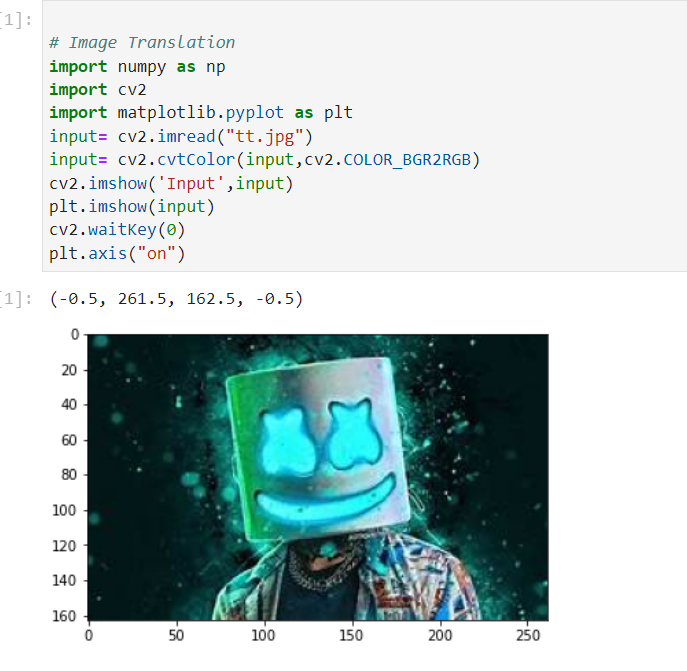 [1]:
# Image Translation
import numpy as np
import cv2
import matplotlib.pyplot as plt
input= cv2.imread("tt.jpg")
input= cv2.cvtColor(input,cv2.COLOR_BGR2RGB)
cv2.imshow('Input',input)
plt.imshow(input)
cv2.waitKey(0)
plt.axis("on")
[1]: (-0.5, 261.5, 162.5, -0.5)
0
20
40
60
80
100
120
140
160
0 50 100 150 200 250